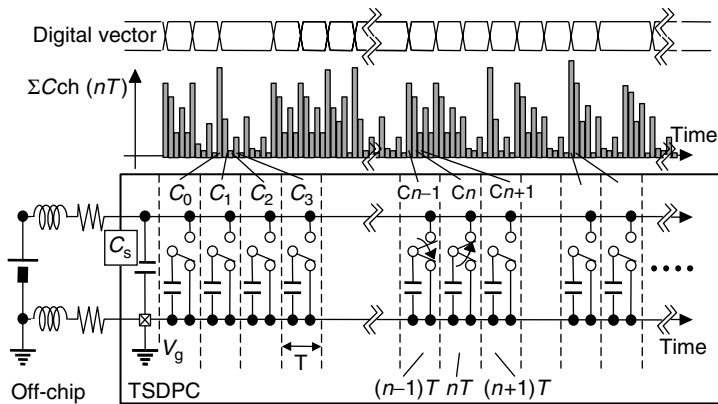 Digital vector
ΣCch (nT)
Time
C0 C1 C2 C3 Cn−1 Cn Cn+1
Cs
Vg
T
Time
(n−1)T nT (n+1)T
Off-chip
TSDPC